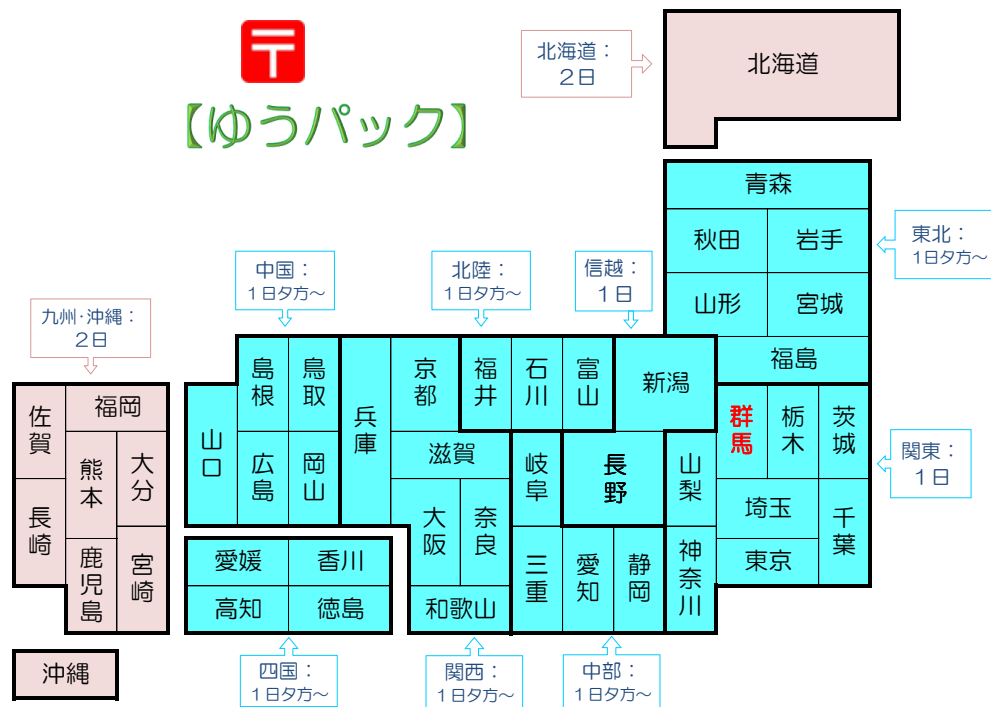 〒
【ゆうパック】
北海道：
２日
北海道
青森
秋田
岩手
東北：
1日夕方～
山形
宮城
福島
中国：
1日夕方～
北陸：
1日夕方～
信越：
１日
九州･沖縄：
２日
佐賀
福岡
熊本
大分
長崎
鹿児島
宮崎
沖縄
山口
島根
鳥取
広島
岡山
兵庫
京都
滋賀
大阪
奈良
和歌山
福井
石川
富山
新潟
岐阜
長野
山梨
三重
愛知
静岡
神奈川
群馬
栃木
茨城
埼玉
千葉
東京
関東：
１日
愛媛
香川
高知
徳島
四国：
1日夕方～
関西：
1日夕方～
中部：
1日夕方～